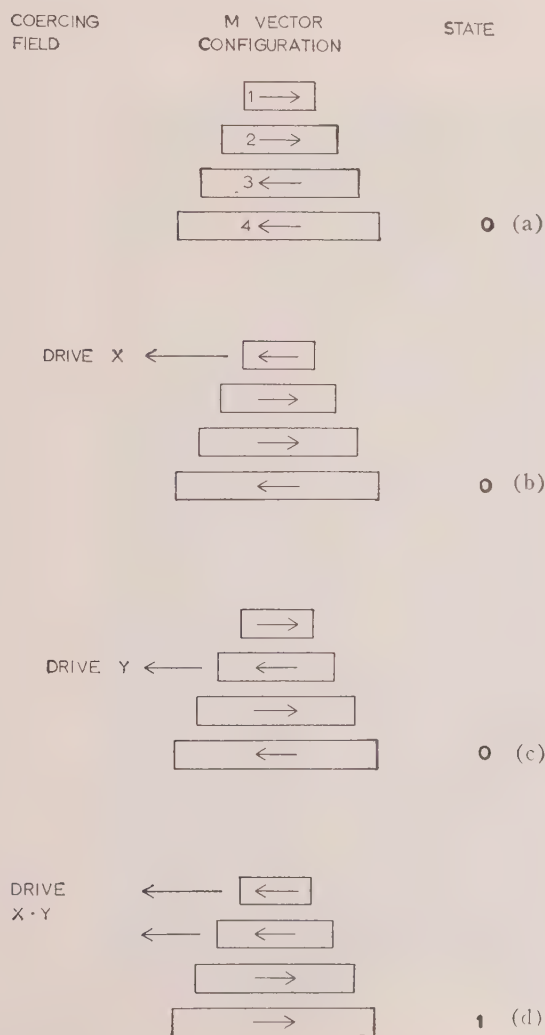 COERCING FIELD
M VECTOR CONFIGURATION
STATE
1
2
3
4
0 (a)
DRIVE X
0 (b)
DRIVE Y
0 (c)
DRIVE
X·Y
1 (d)